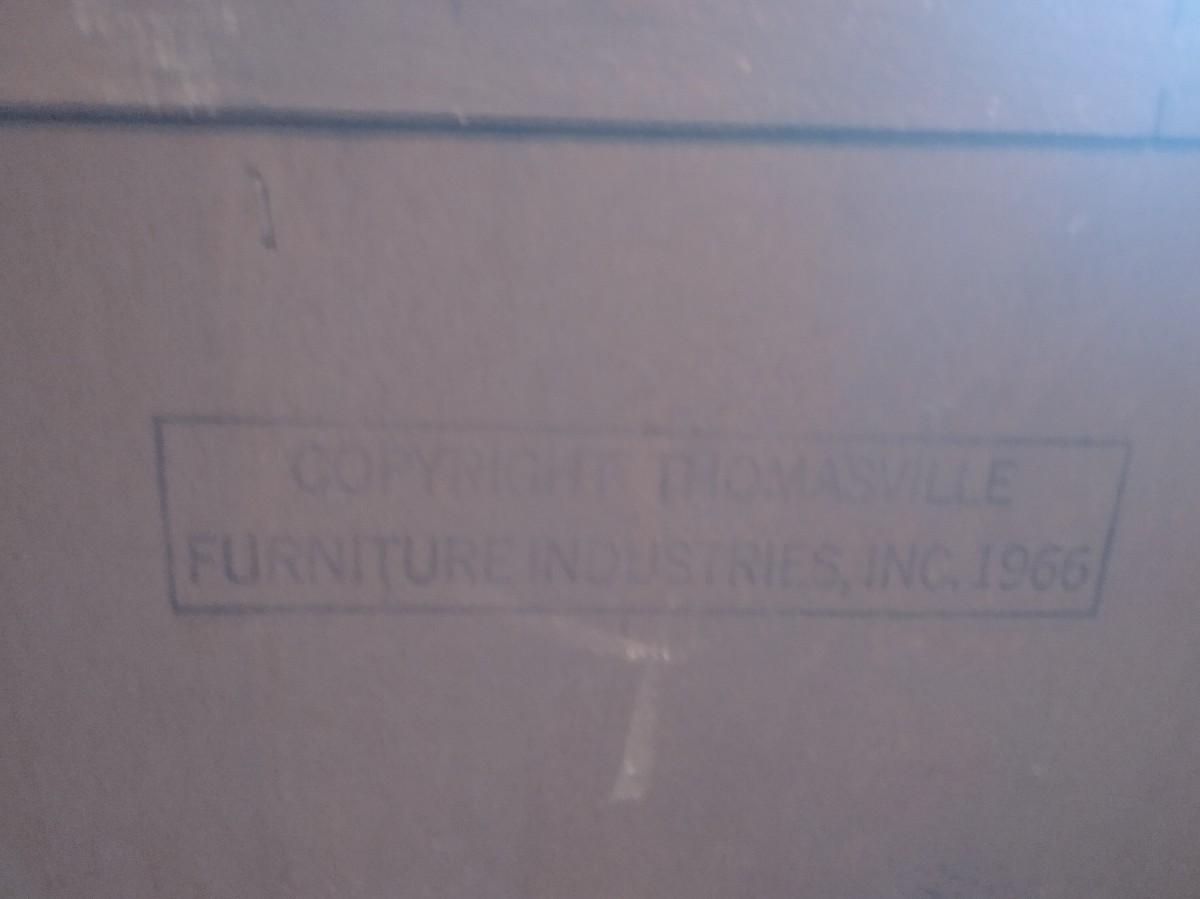 COPYRIGHT THOMASVILLE
FURNITURE INDUSTRIES, INC. 1966